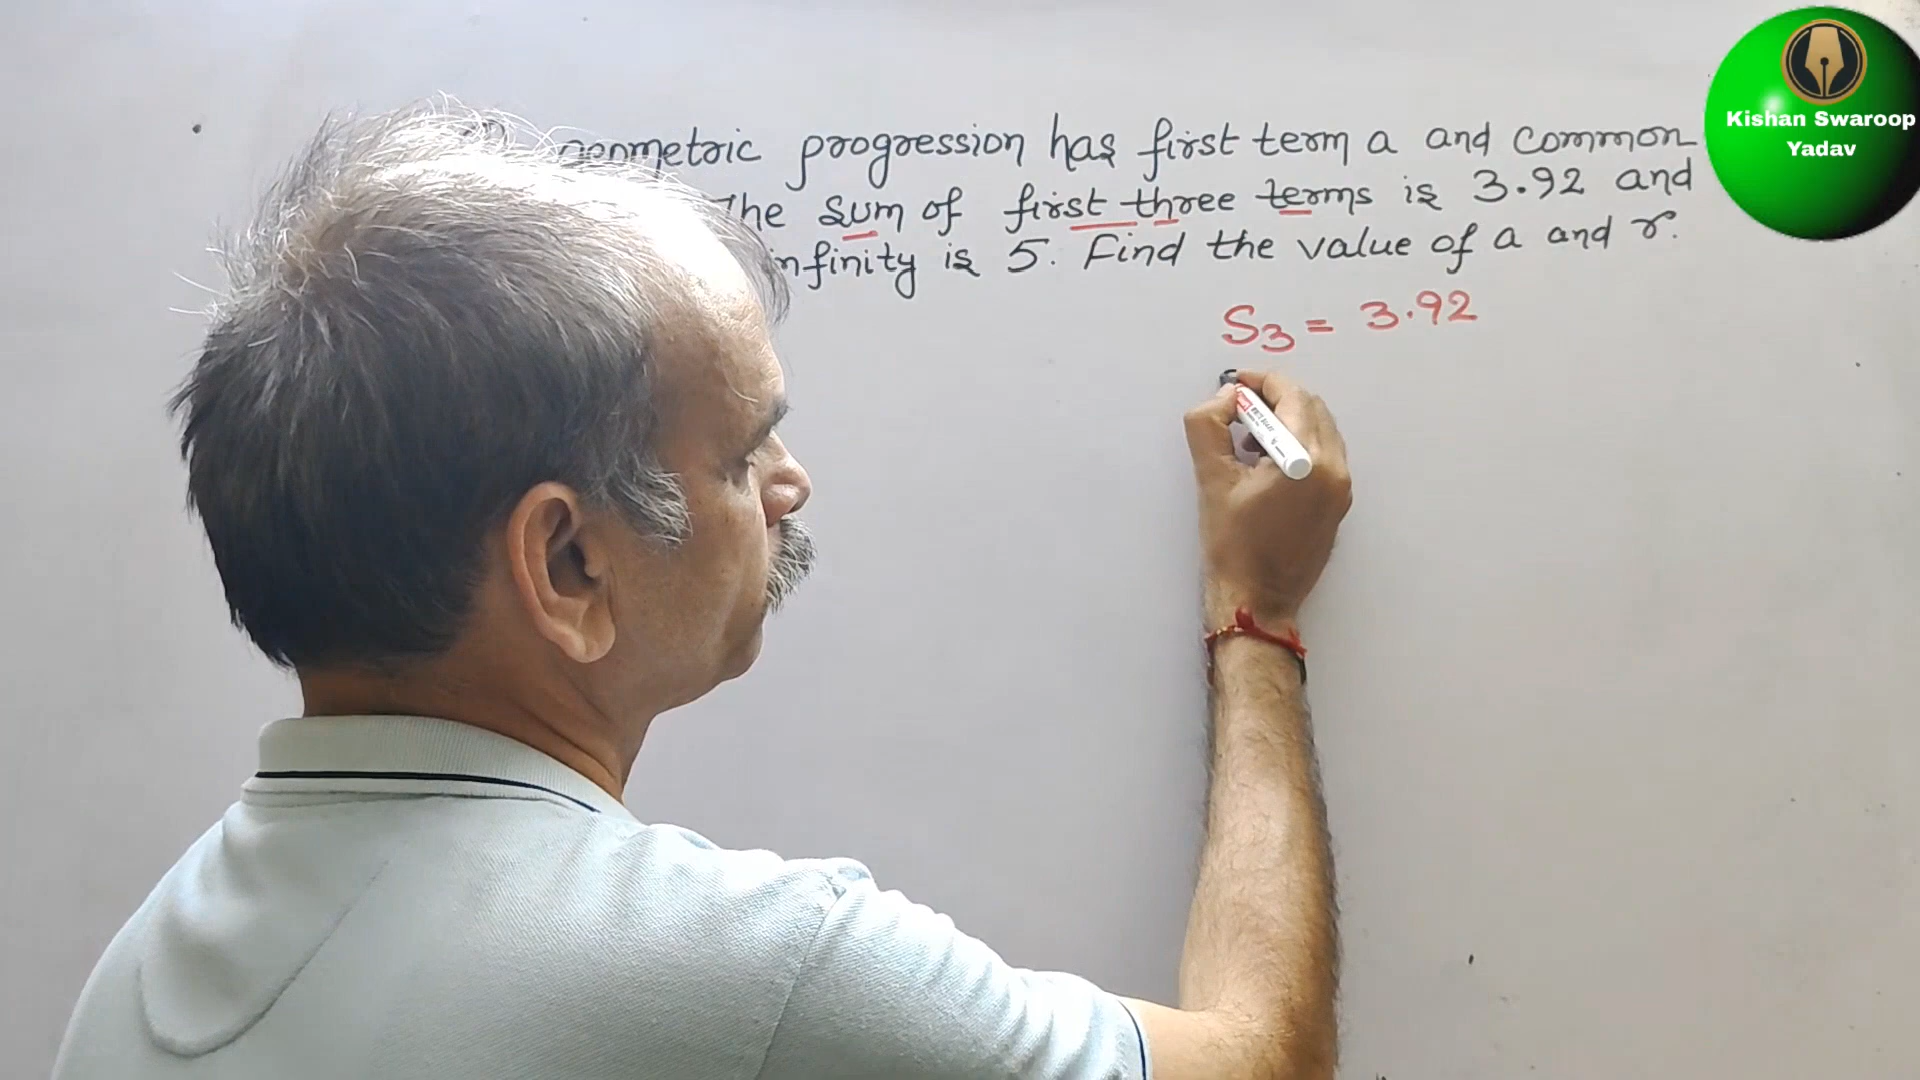 geometric progression has first term a and common
The sum of first three terms is 3.92 and
infinity is 5. Find the value of a and r.
S3 = 3.92
Kishan Swaroop
Yadav